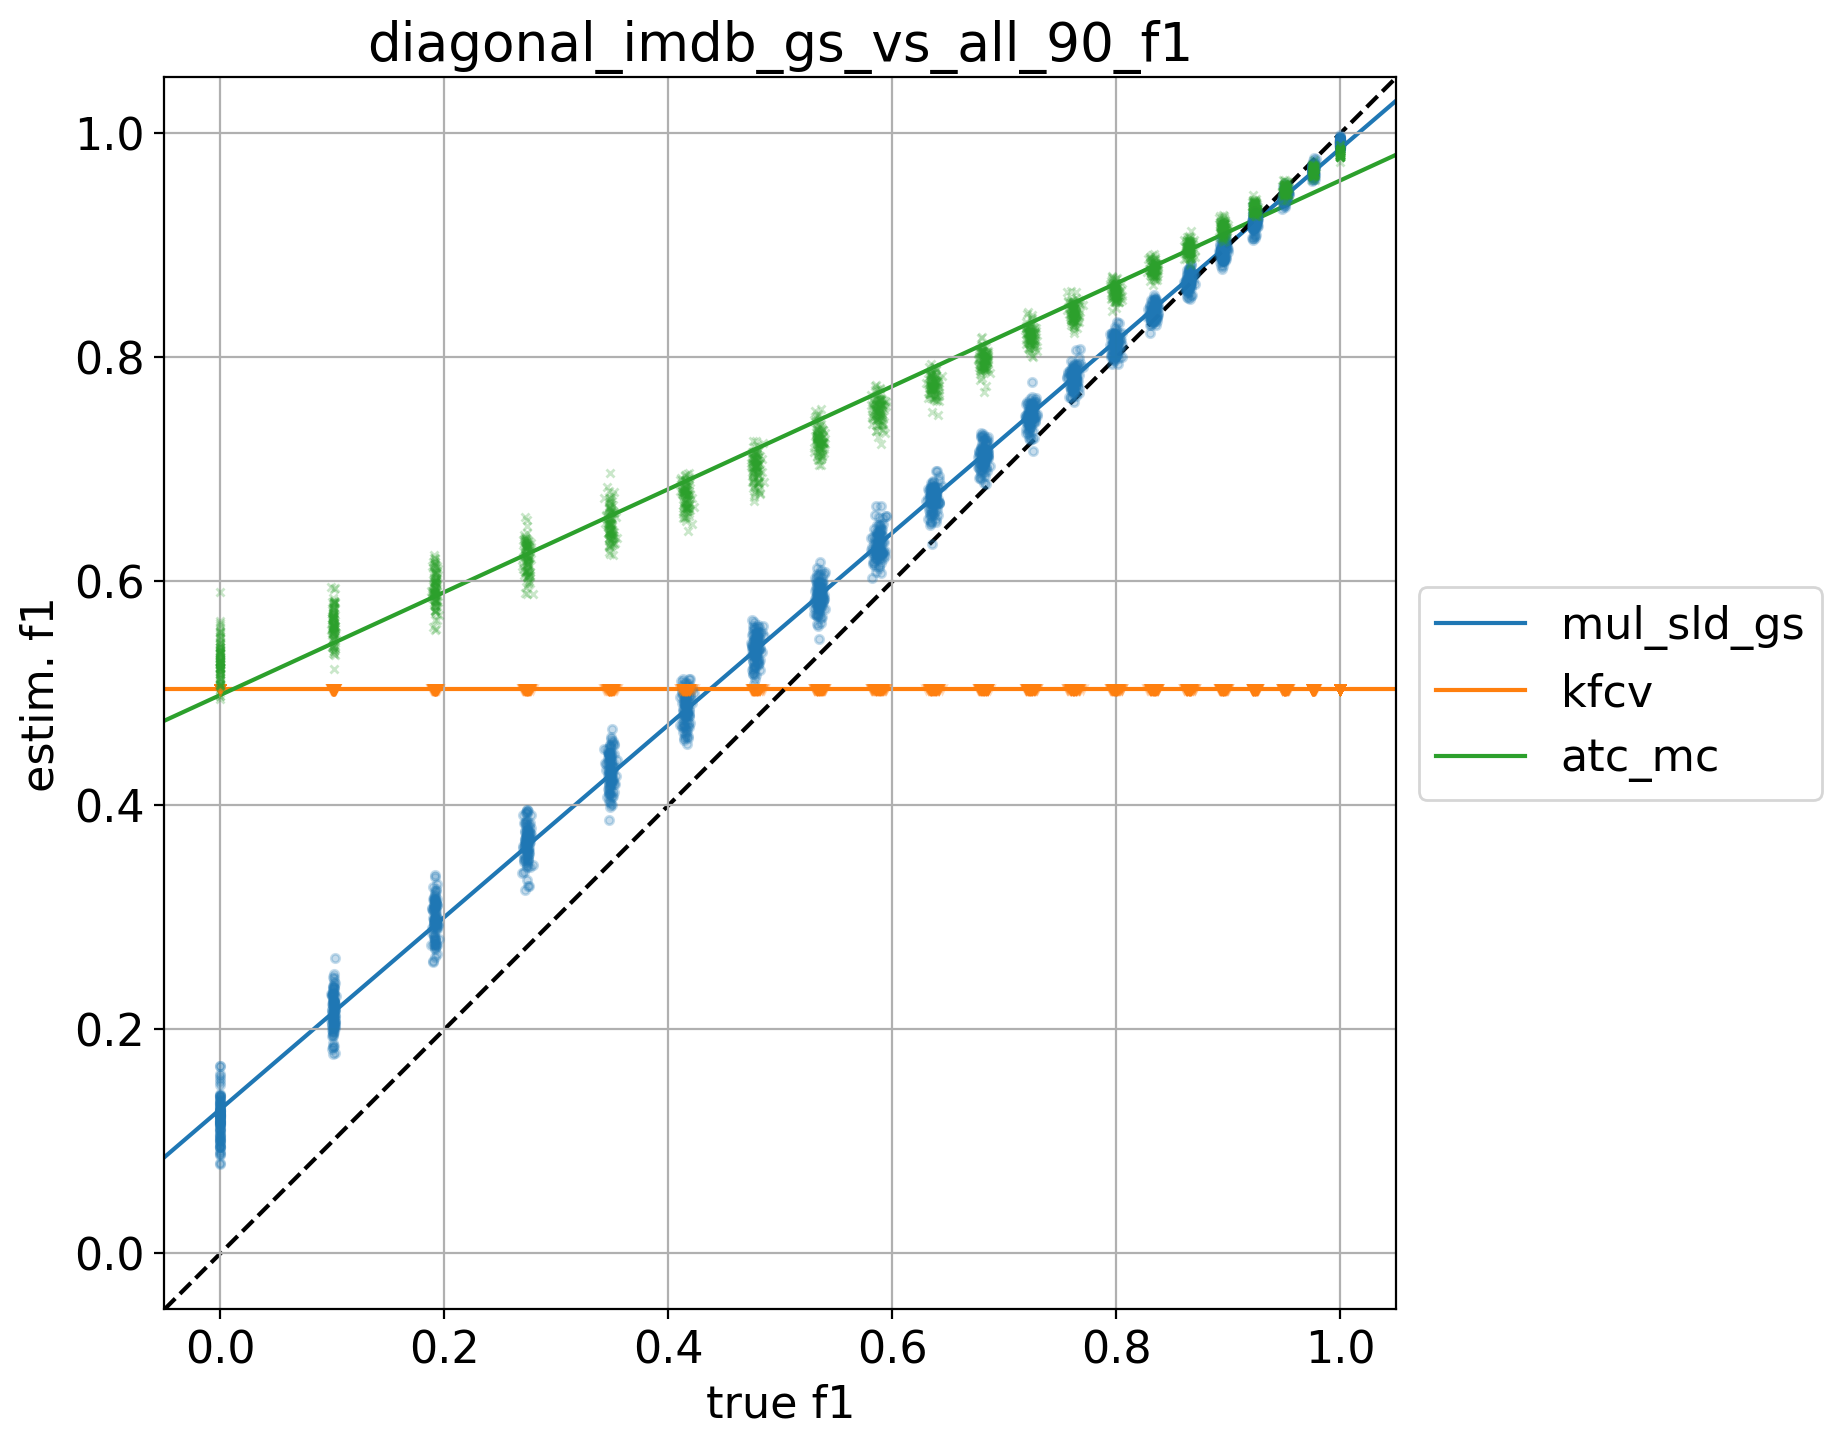 diagonal_imdb_gs_vs_all_90_f1
1.0
0.8
0.6
0.4
0.2
0.0
estim. f1
0.0 0.2 0.4 0.6 0.8 1.0
true f1
mul_sld_gs
kfcv
atc_mc